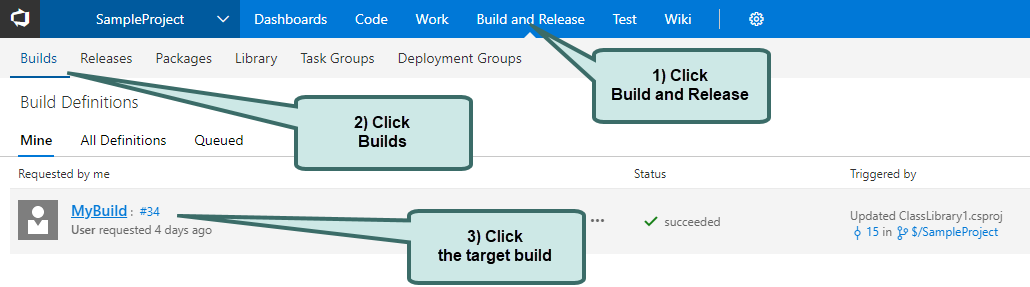 SampleProject Dashboards Code Work Build and Release Test Wiki
Builds Releases Packages Library Task Groups Deployment Groups
1) Click
Build and Release
Build Definitions
2) Click
Builds
Mine All Definitions Queued
Requested by me Status Triggered by
MyBuild : #34
User requested 4 days ago
succeeded
Updated ClassLibrary1.csproj
15 in $/SampleProject
3) Click
the target build